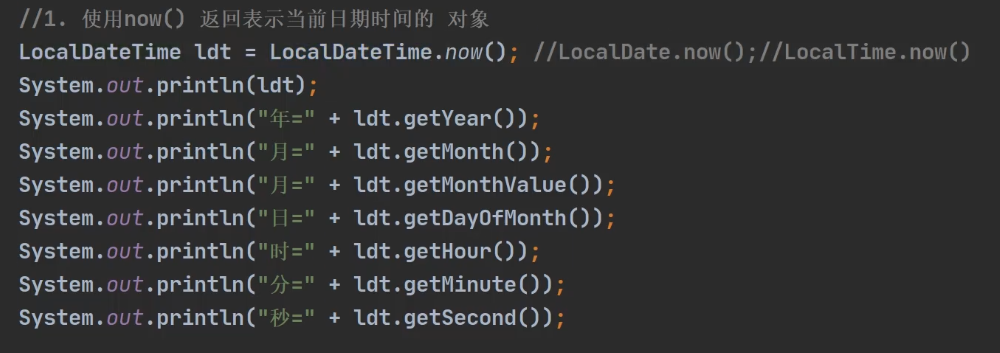 //1. 使用now() 返回表示当前日期时间的 对象
LocalDateTime ldt = LocalDateTime.now(); //LocalDate.now();//LocalTime.now()
System.out.println(ldt);
System.out.println("年=" + ldt.getYear());
System.out.println("月=" + ldt.getMonth());
System.out.println("月=" + ldt.getMonthValue());
System.out.println("日=" + ldt.getDayOfMonth());
System.out.println("时=" + ldt.getHour());
System.out.println("分=" + ldt.getMinute());
System.out.println("秒=" + ldt.getSecond());